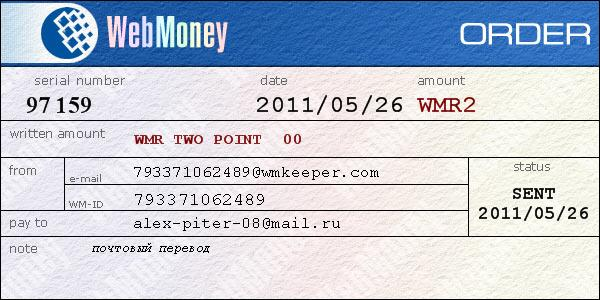 WebMoney ORDER
serial number date amount
97 159 2011/05/26 WMR2
written amount WMR TWO POINT 00
from e-mail 793371062489@wmkeeper.com status
WM-ID 793371062489 SENT
2011/05/26
pay to alex-piter-08@mail.ru
note почтовый перевод